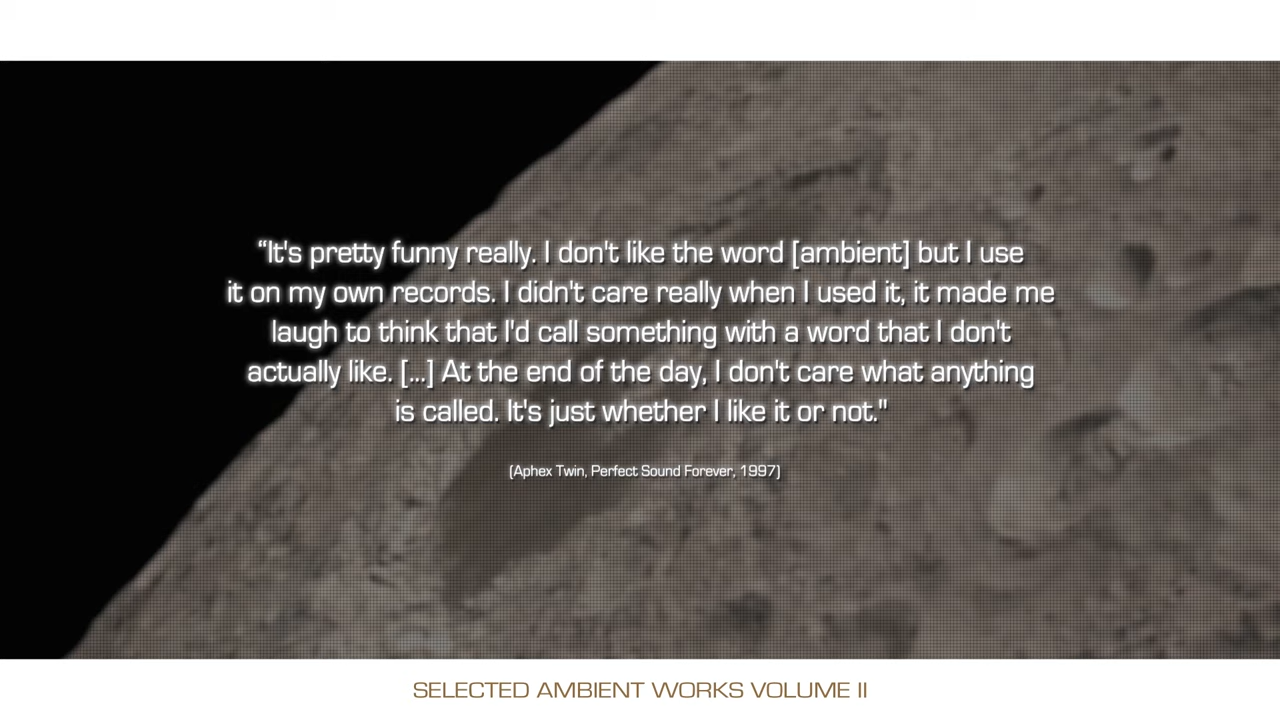 “It's pretty funny really. I don't like the word [ambient] but I use
it on my own records. I didn't care really when I used it, it made me
laugh to think that I'd call something with a word that I don't
actually like. [...] At the end of the day, I don't care what anything
is called. It's just whether I like it or not."
(Aphex Twin, Perfect Sound Forever, 1997)
SELECTED AMBIENT WORKS VOLUME II